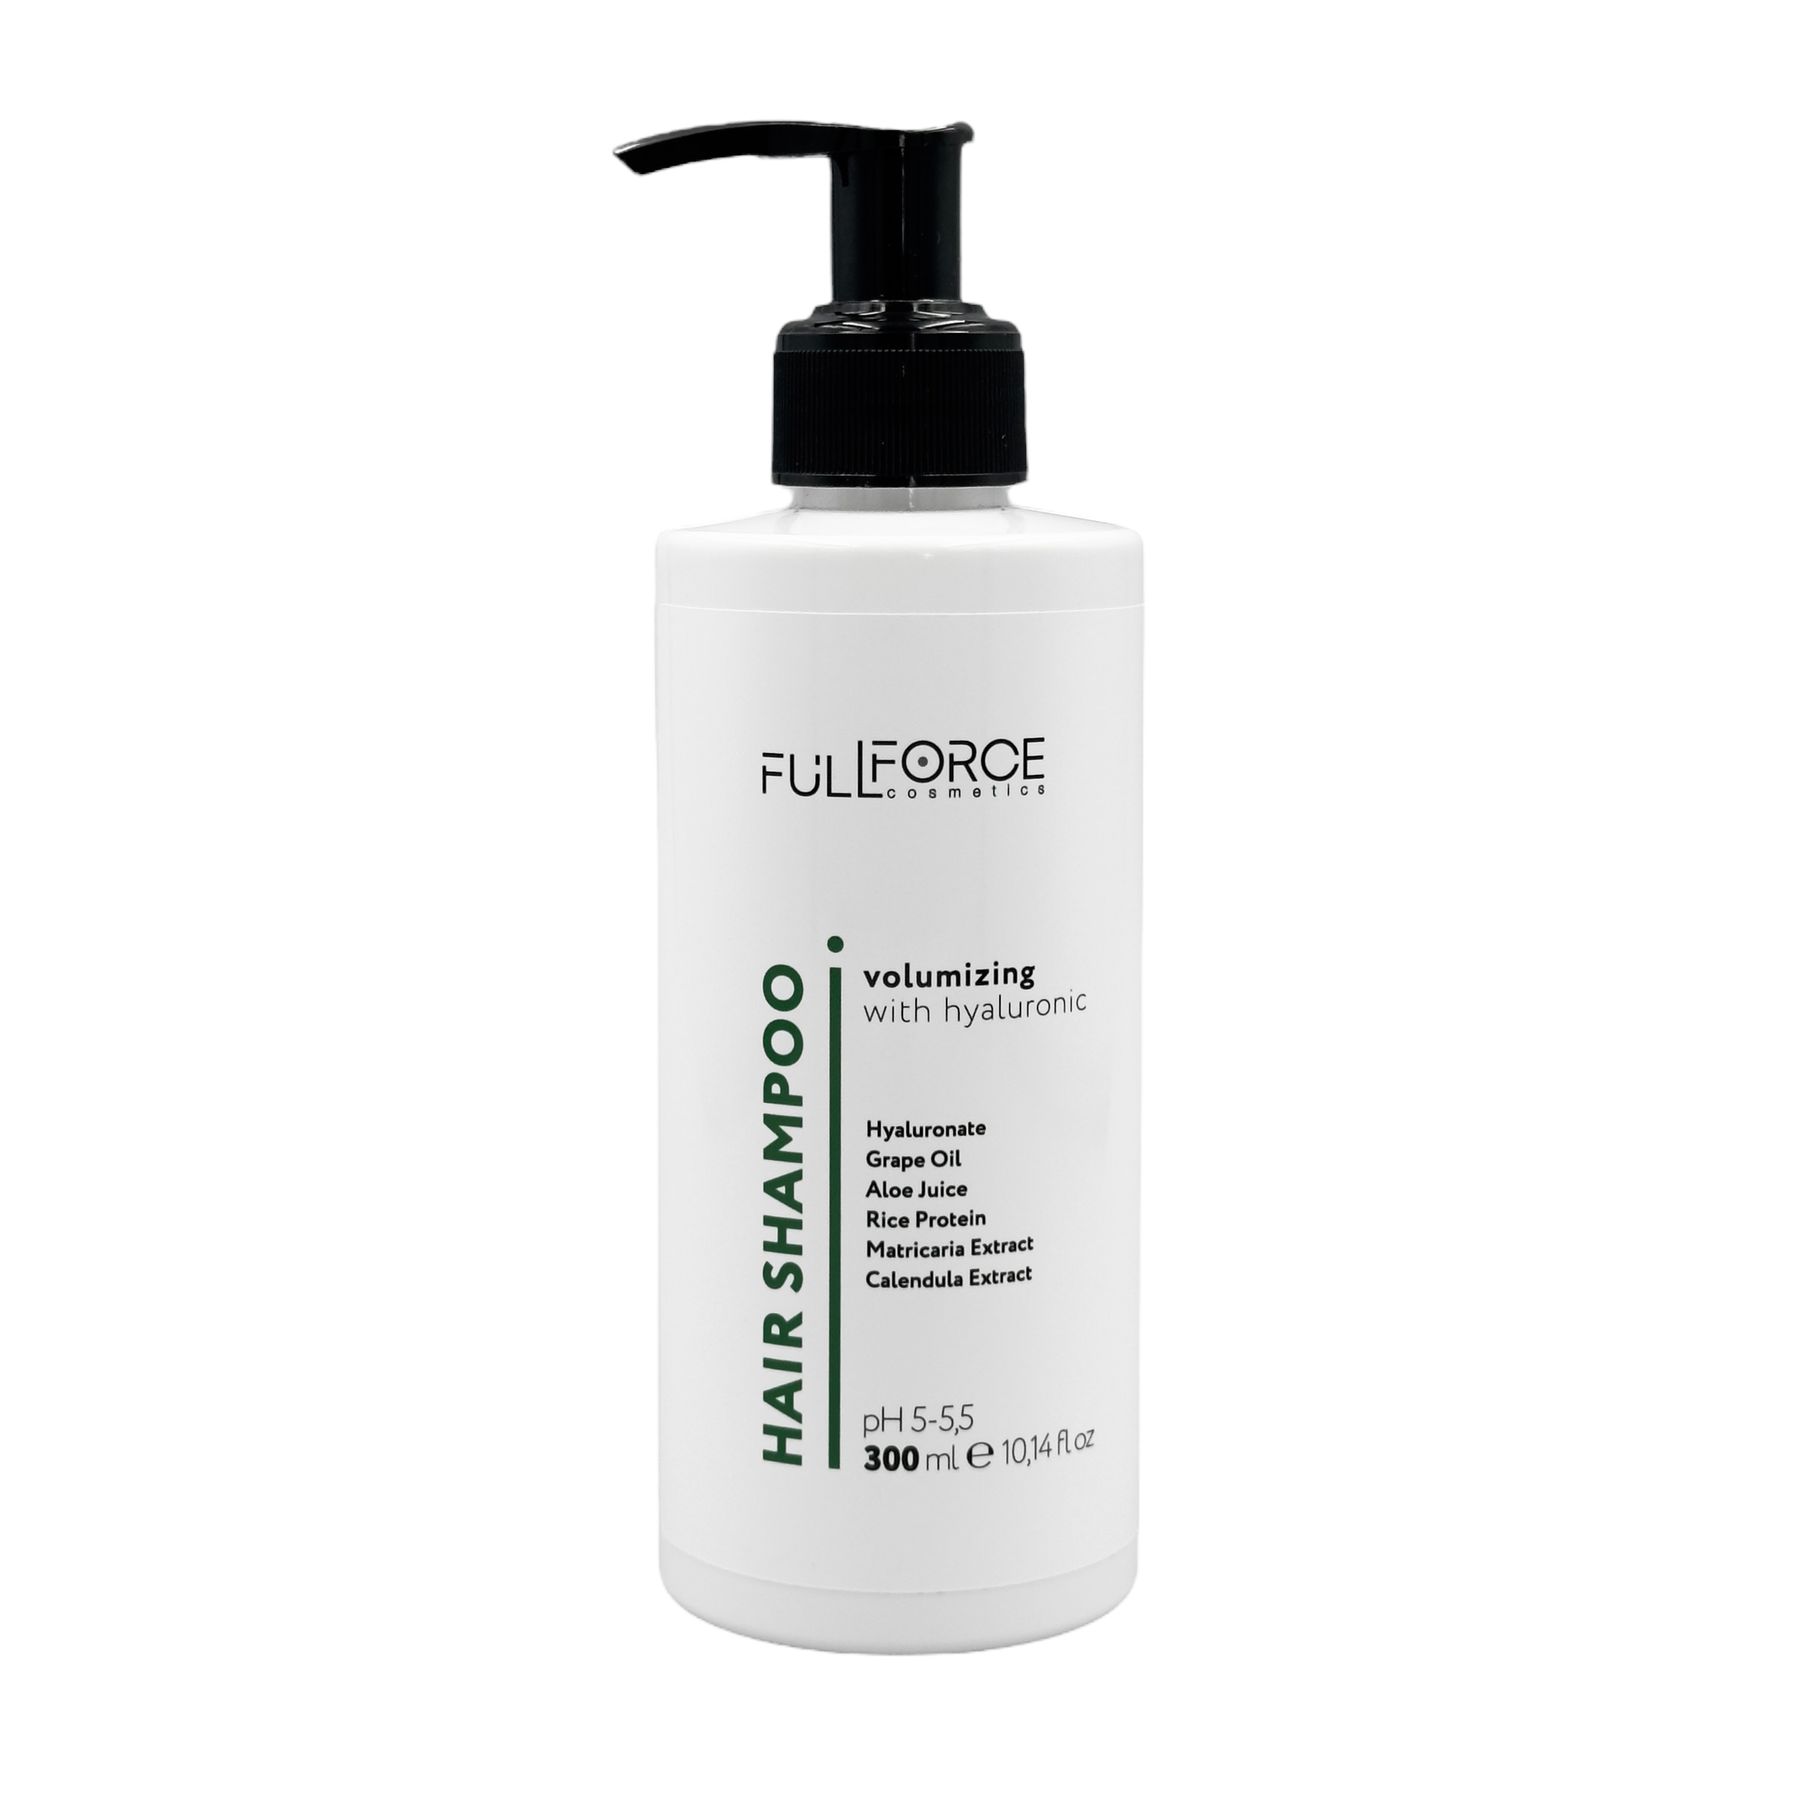 FULLFORCE
cosmetics
HAIR SHAMPOO
volumizing
with hyaluronic
Hyaluronate
Grape Oil
Aloe Juice
Rice Protein
Matricaria Extract
Calendula Extract
pH 5-5,5
300 ml ℮ 10,14 fl oz